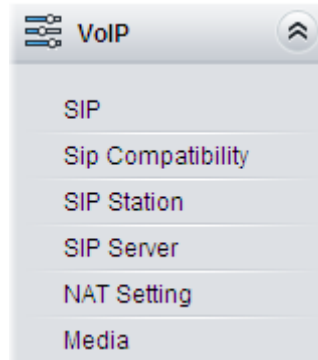 VoIP
SIP
Sip Compatibility
SIP Station
SIP Server
NAT Setting
Media